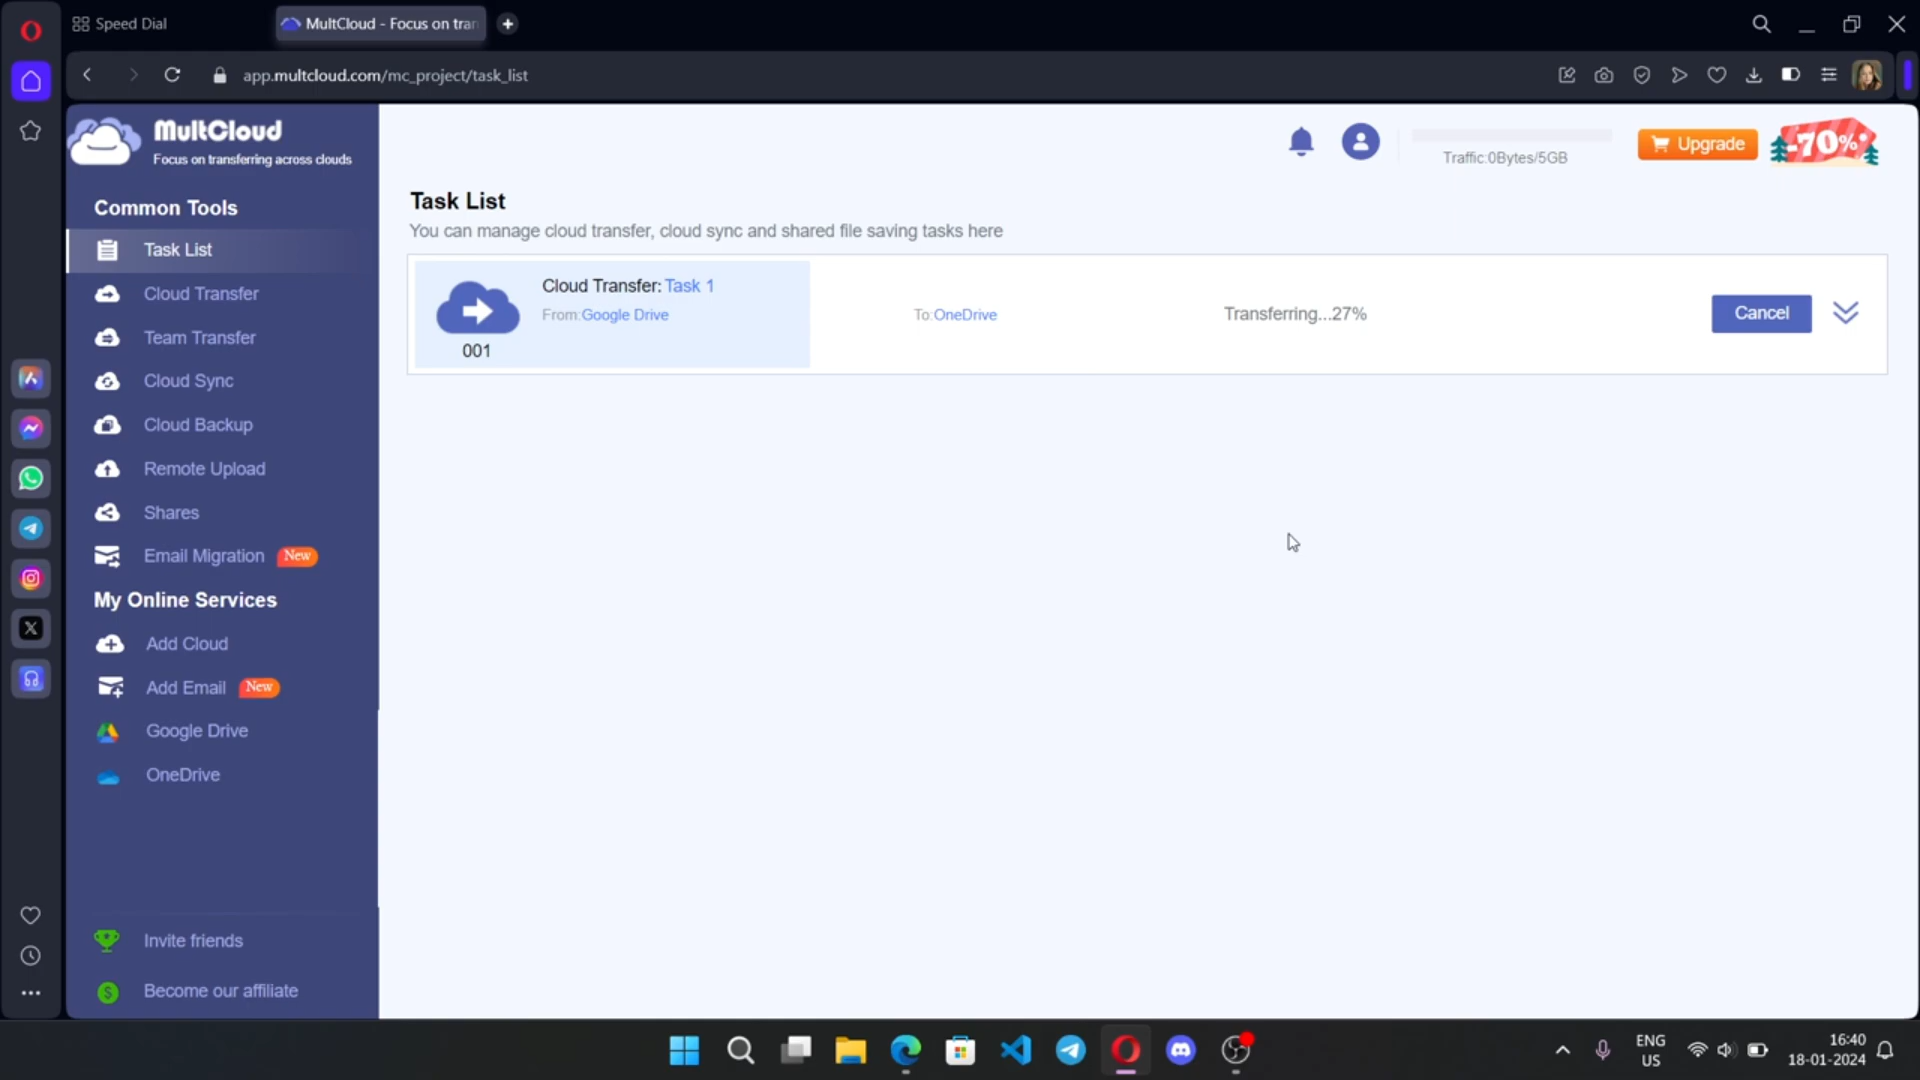 Speed Dial
MultCloud - Focus on tran
app.multcloud.com/mc_project/task_list
MultCloud
Focus on transferring across clouds
Traffic:0Bytes/5GB
Upgrade
-70%
Common Tools
Task List
Cloud Transfer
Team Transfer
Cloud Sync
Cloud Backup
Remote Upload
Shares
Email Migration New
My Online Services
Add Cloud
Add Email New
Google Drive
OneDrive
Invite friends
Become our affiliate
Task List
You can manage cloud transfer, cloud sync and shared file saving tasks here
001
Cloud Transfer: Task 1
From:Google Drive
To:OneDrive
Transferring...27%
Cancel
ENG
US
16:40
18-01-2024